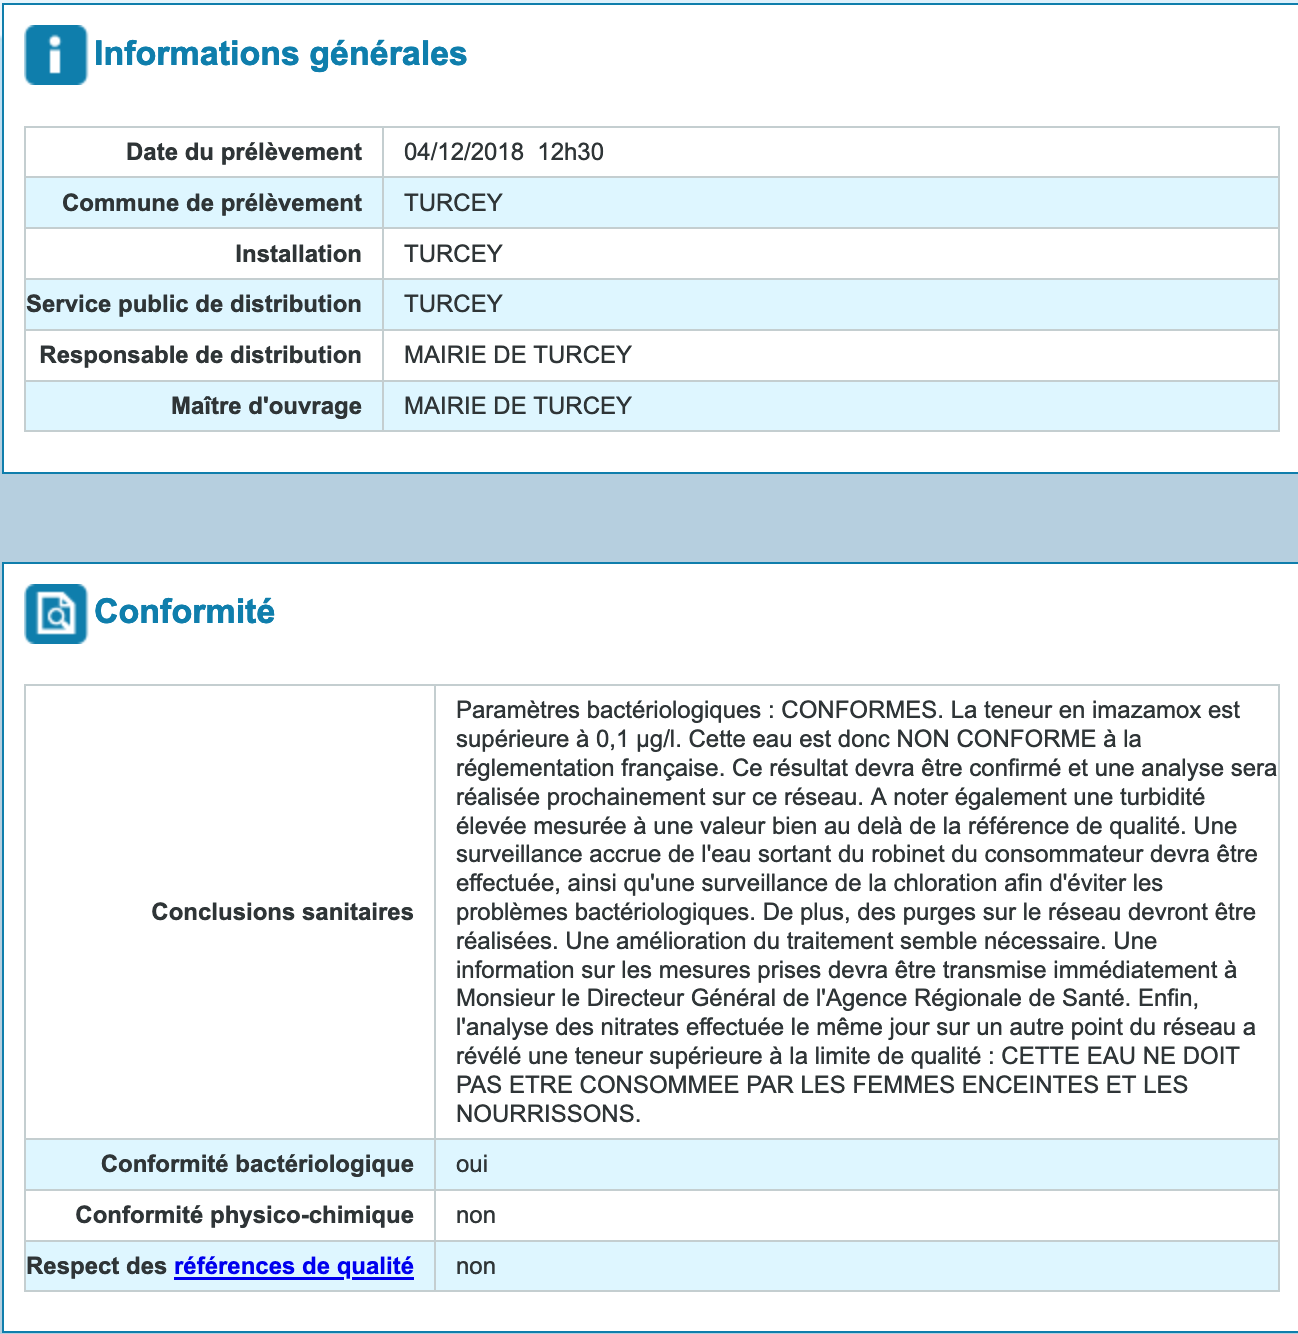 Informations générales
Date du prélèvement 04/12/2018 12h30
Commune de prélèvement TURCEY
Installation TURCEY
Service public de distribution TURCEY
Responsable de distribution MAIRIE DE TURCEY
Maître d'ouvrage MAIRIE DE TURCEY
Conformité
Conclusions sanitaires
Paramètres bactériologiques : CONFORMES. La teneur en imazamox est
supérieure à 0,1 µg/l. Cette eau est donc NON CONFORME à la
réglementation française. Ce résultat devra être confirmé et une analyse sera
réalisée prochainement sur ce réseau. A noter également une turbidité
élevée mesurée à une valeur bien au delà de la référence de qualité. Une
surveillance accrue de l'eau sortant du robinet du consommateur devra être
effectuée, ainsi qu'une surveillance de la chloration afin d'éviter les
problèmes bactériologiques. De plus, des purges sur le réseau devront être
réalisées. Une amélioration du traitement semble nécessaire. Une
information sur les mesures prises devra être transmise immédiatement à
Monsieur le Directeur Général de l'Agence Régionale de Santé. Enfin,
l'analyse des nitrates effectuée le même jour sur un autre point du réseau a
révélé une teneur supérieure à la limite de qualité : CETTE EAU NE DOIT
PAS ETRE CONSOMMEE PAR LES FEMMES ENCEINTES ET LES
NOURRISSONS.
Conformité bactériologique oui
Conformité physico-chimique non
Respect des références de qualité non